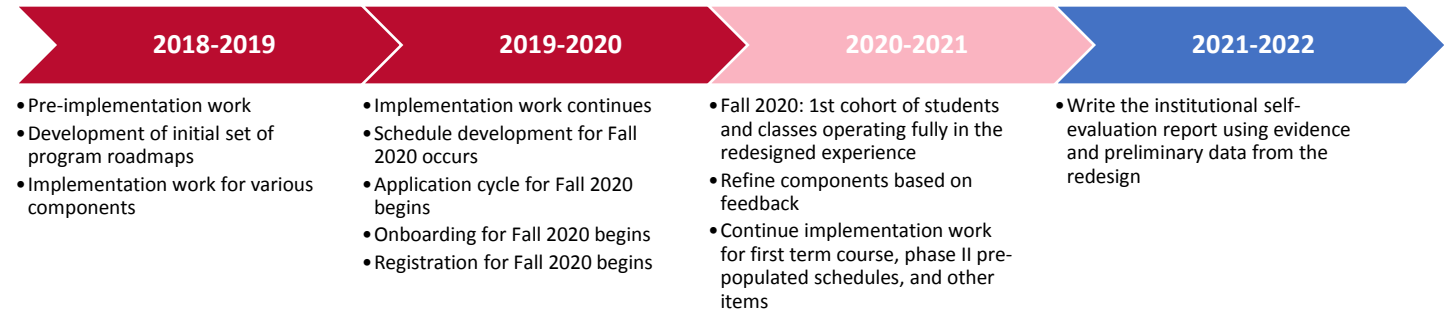 2018-2019
• Pre-implementation work
• Development of initial set of
program roadmaps
• Implementation work for various
components
2019-2020
• Implementation work continues
• Schedule development for Fall
2020 occurs
• Application cycle for Fall 2020
begins
• Onboarding for Fall 2020 begins
• Registration for Fall 2020 begins
2020-2021
• Fall 2020: 1st cohort of students
and classes operating fully in the
redesigned experience
• Refine components based on
feedback
• Continue implementation work
for first term course, phase II pre-
populated schedules, and other
items
2021-2022
• Write the institutional self-
evaluation report using evidence
and preliminary data from the
redesign